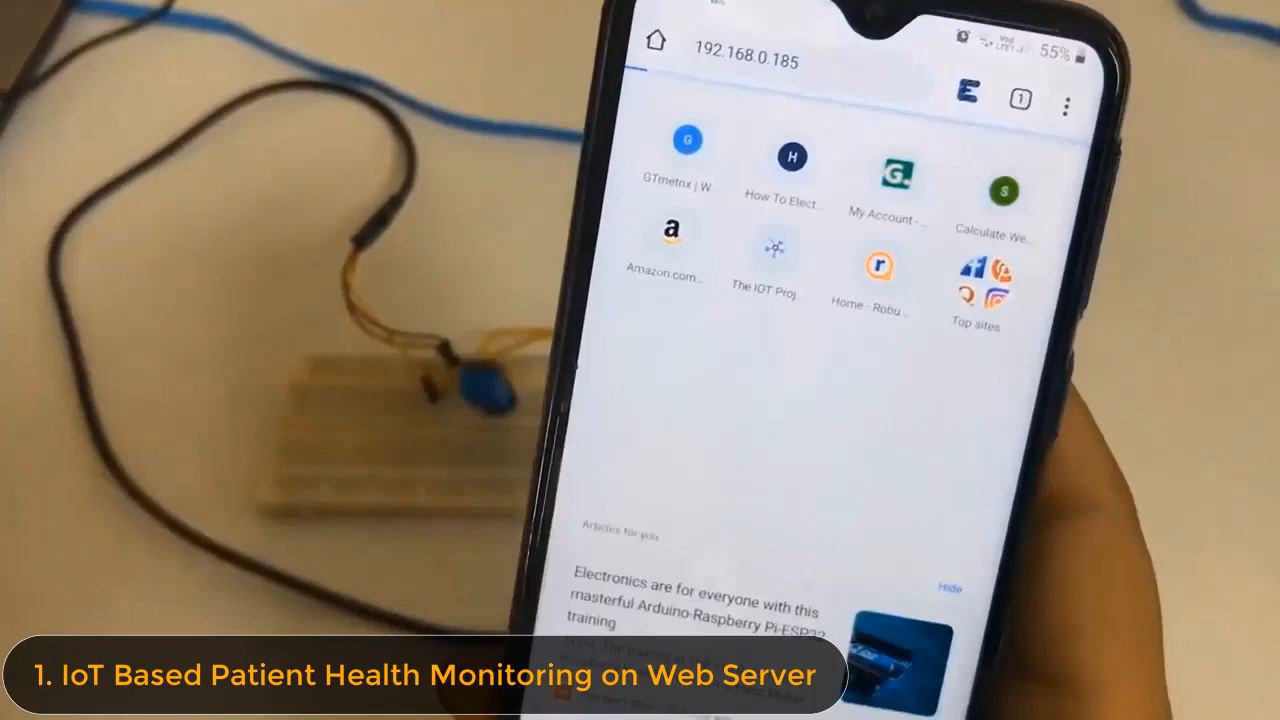 55%
192.168.0.185
1
G
H
G.
S
GTmetrix | W...
How To Elect...
My Account - ...
Calculate We...
a
r
Amazon.com...
The IOT Proj...
Home - Robu...
Top sites
Articles for you
Hide
Electronics are for everyone with this
masterful Arduino-Raspberry Pi-ESP32
training
1. IoT Based Patient Health Monitoring on Web Server